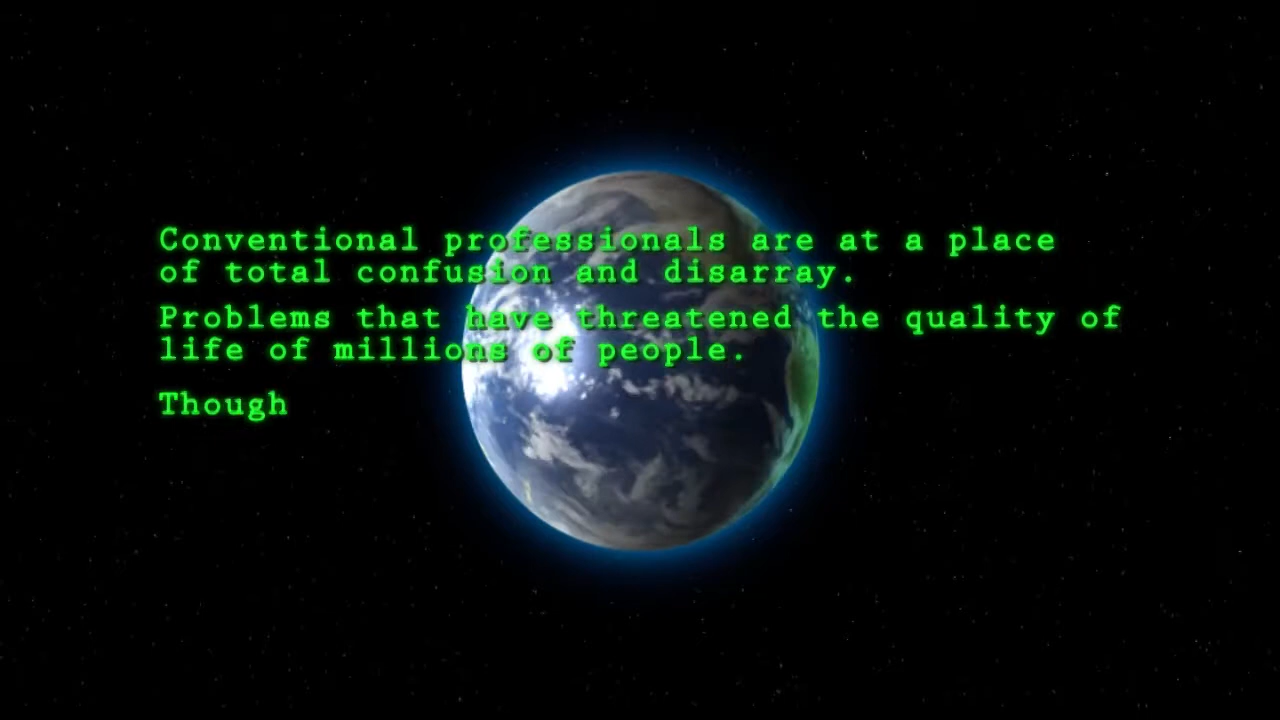 Conventional professionals are at a place
of total confusion and disarray.
Problems that have threatened the quality of
life of millions of people.
Though